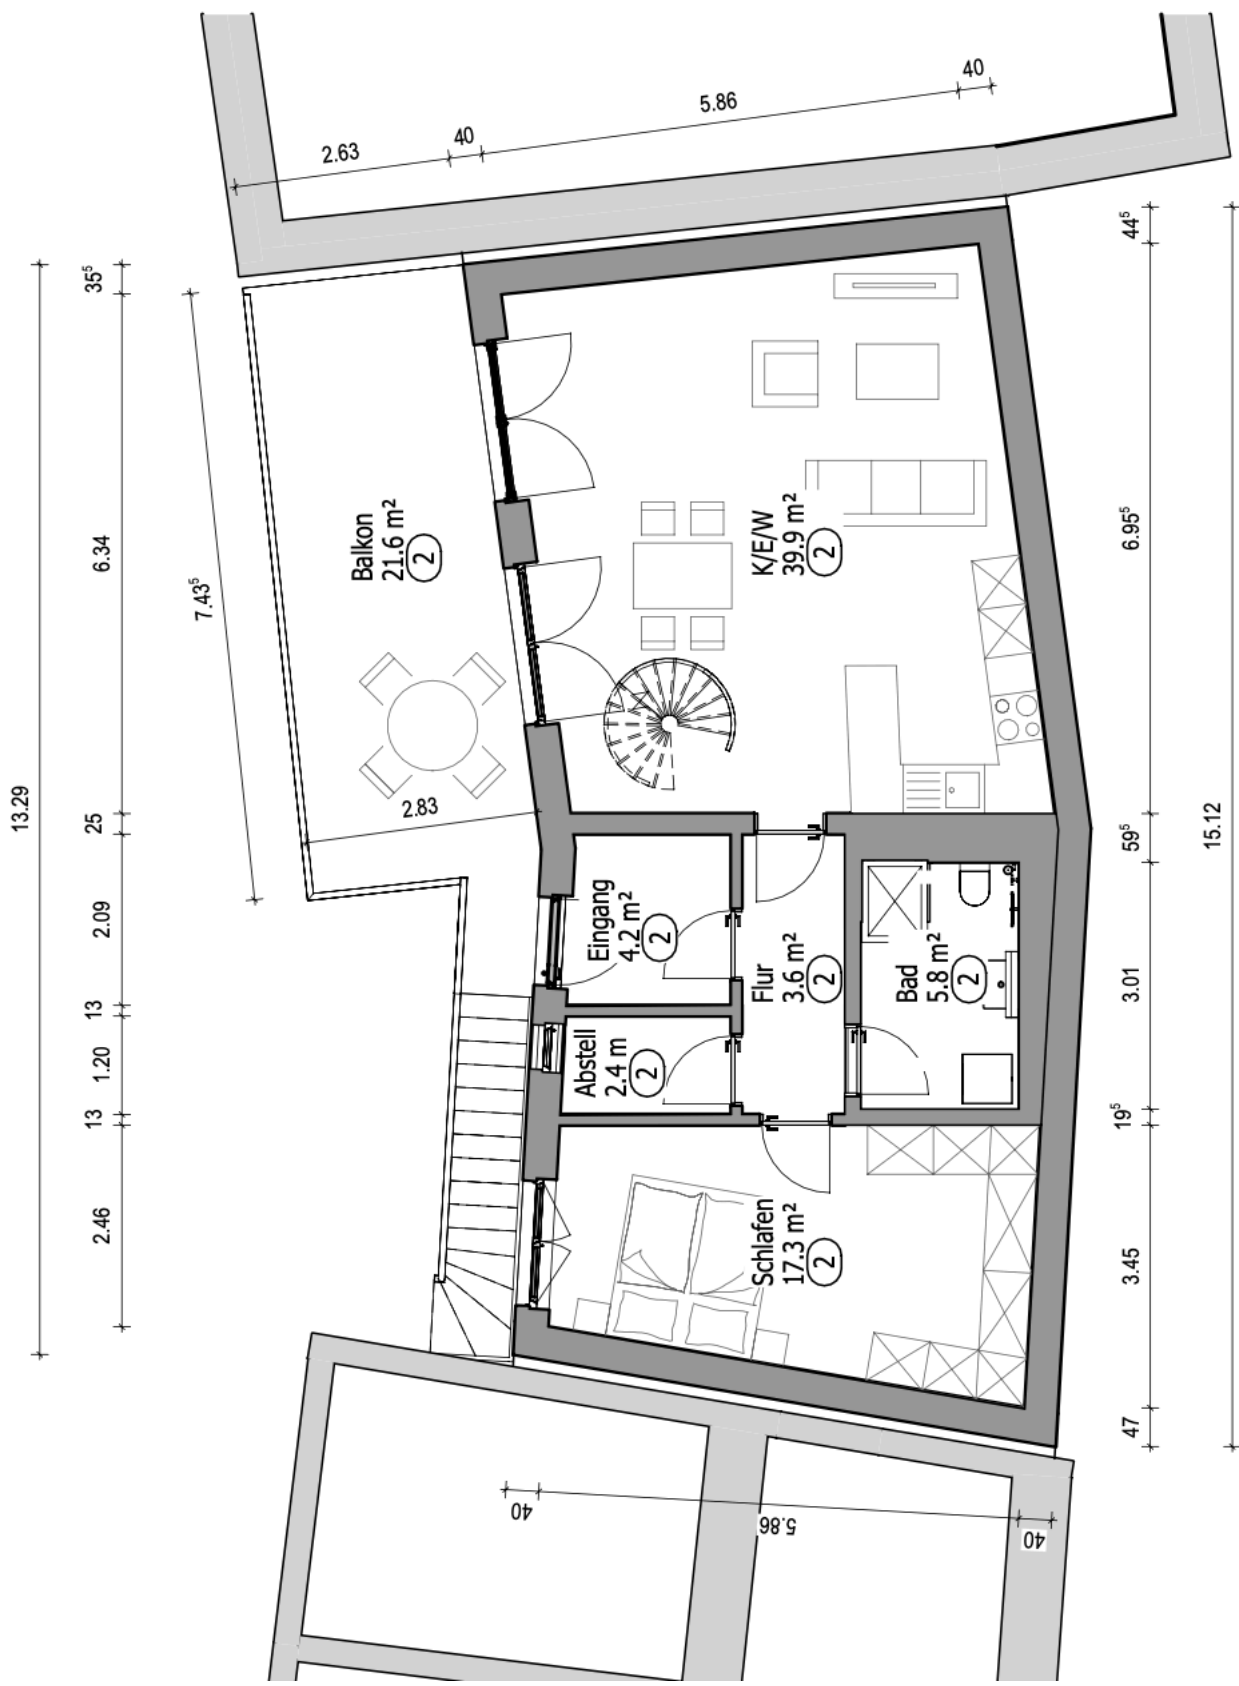 40
5.86
40
2.63
35⁵
6.34
25
2.09
13
1.20
13
2.46
13.29
7.43⁵
2.83
44⁵
6.95⁵
59⁵
3.01
19⁵
3.45
47
15.12
Balkon
21.6 m²
2
K/E/W
39.9 m²
2
Eingang
4.2 m²
2
Flur
3.6 m²
2
Bad
5.8 m²
2
Abstell
2.4 m
2
Schlafen
17.3 m²
2
40
5.86
40